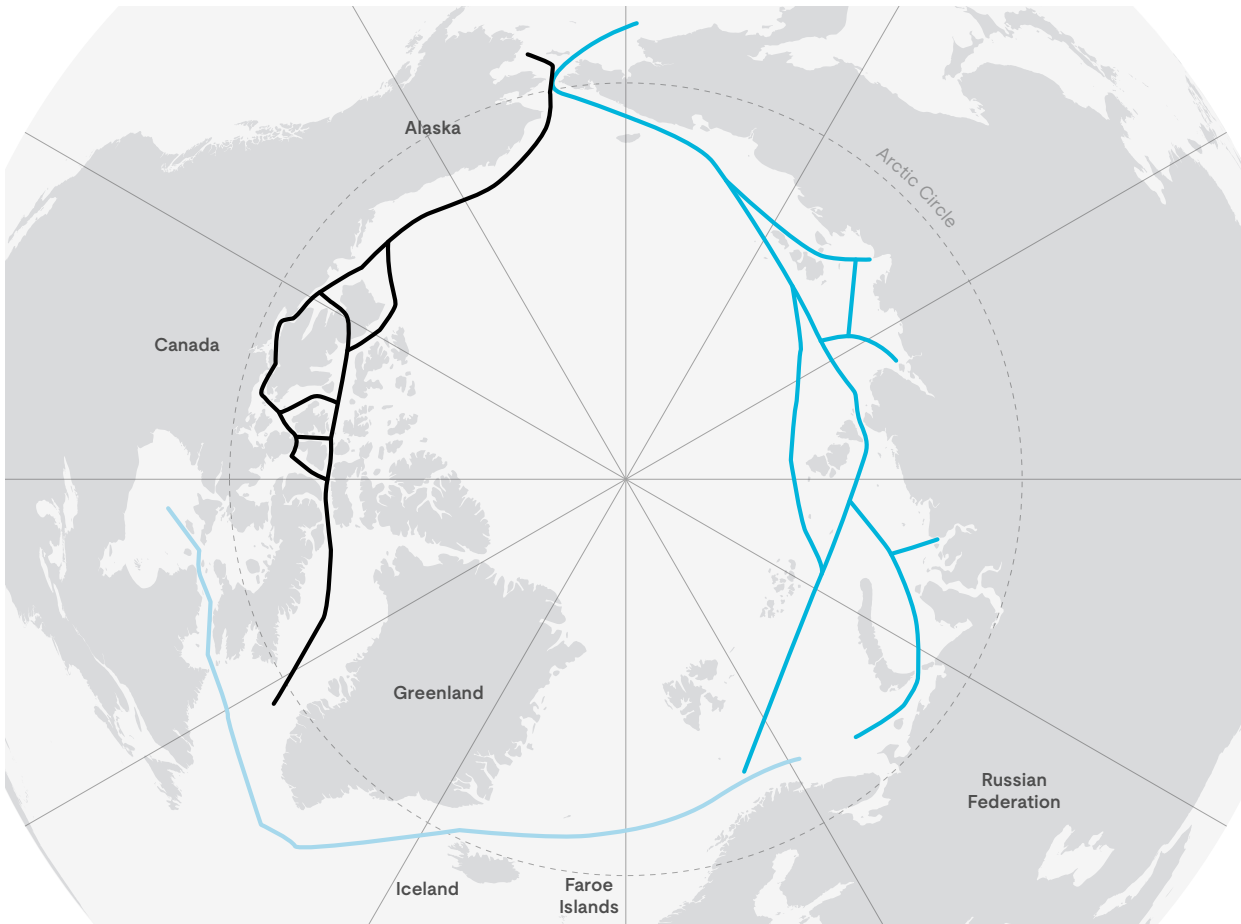 Alaska
Arctic Circle
Canada
Greenland
Russian
Federation
Iceland
Faroe
Islands